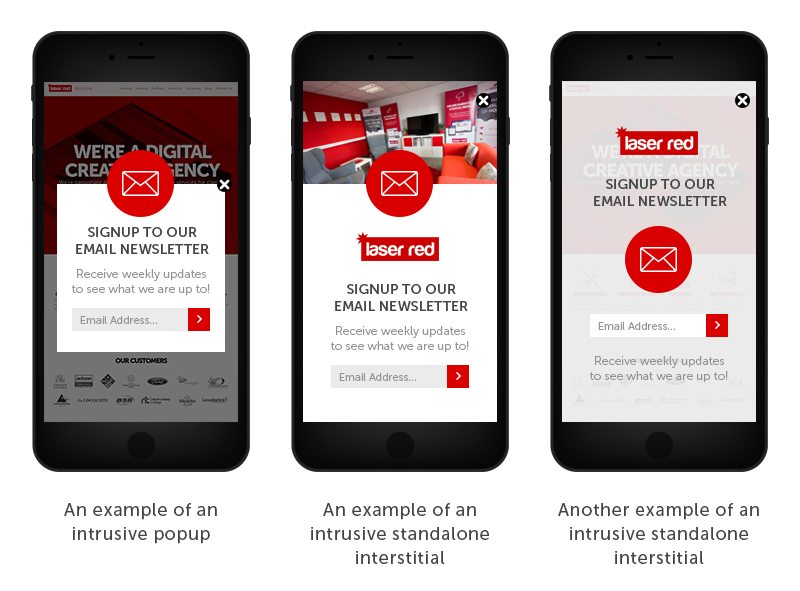 laser red
WE'RE A DIGITAL
CREATIVE AGENCY
SIGNUP TO OUR
EMAIL NEWSLETTER
Receive weekly updates
to see what we are up to!
Email Address...
OUR CUSTOMERS
Ford
BSB
An example of an
intrusive popup
laser red
SIGNUP TO OUR
EMAIL NEWSLETTER
Receive weekly updates
to see what we are up to!
Email Address...
An example of an
intrusive standalone
interstitial
laser red
WE'RE A DIGITAL
CREATIVE AGENCY
SIGNUP TO OUR
EMAIL NEWSLETTER
Email Address...
Receive weekly updates
to see what we are up to!
Another example of an
intrusive standalone
interstitial